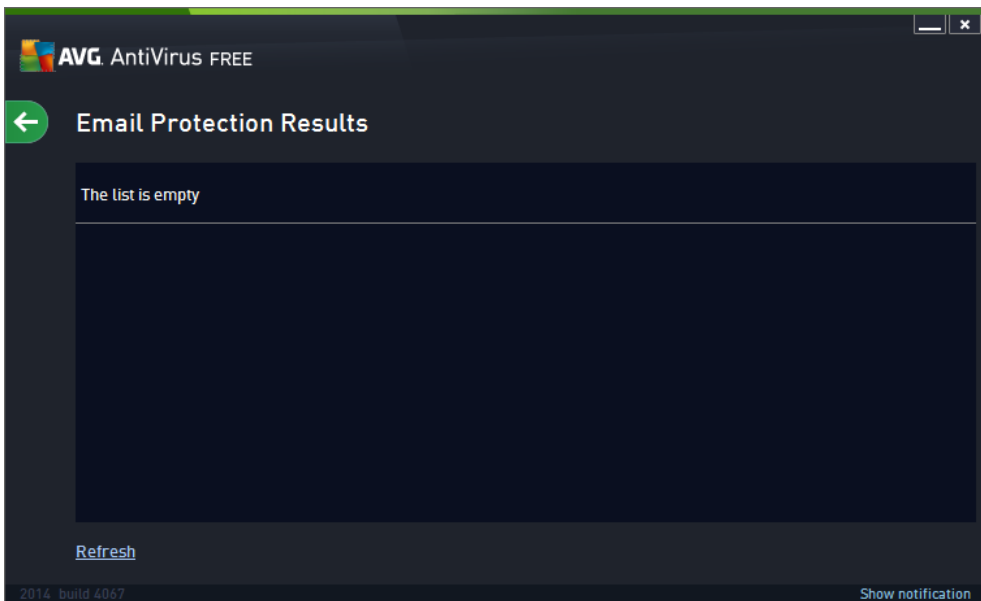 AVG AntiVirus FREE
Email Protection Results
The list is empty
Refresh
2014 build 4067
Show notification